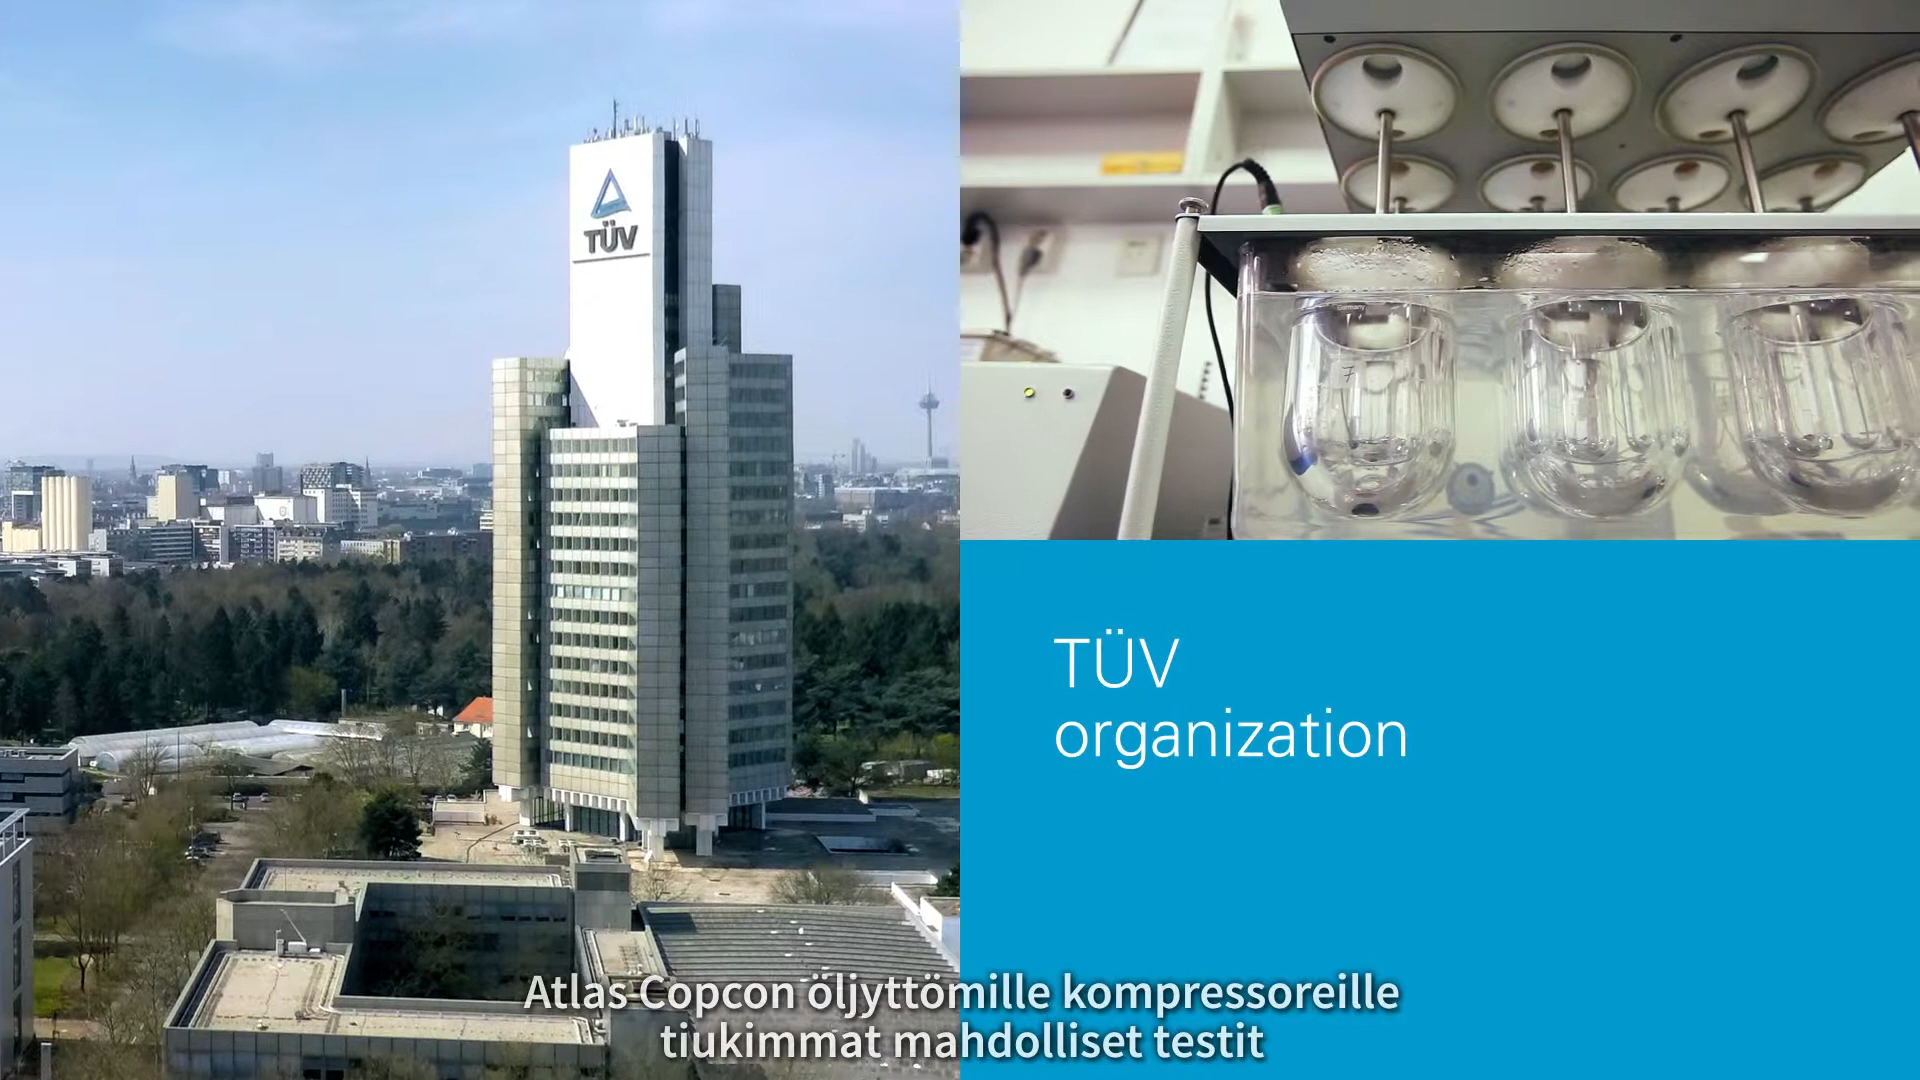 TÜV
TÜV
organization
Atlas Copcon öljyttömille kompressoreille
tiukimmat mahdolliset testit